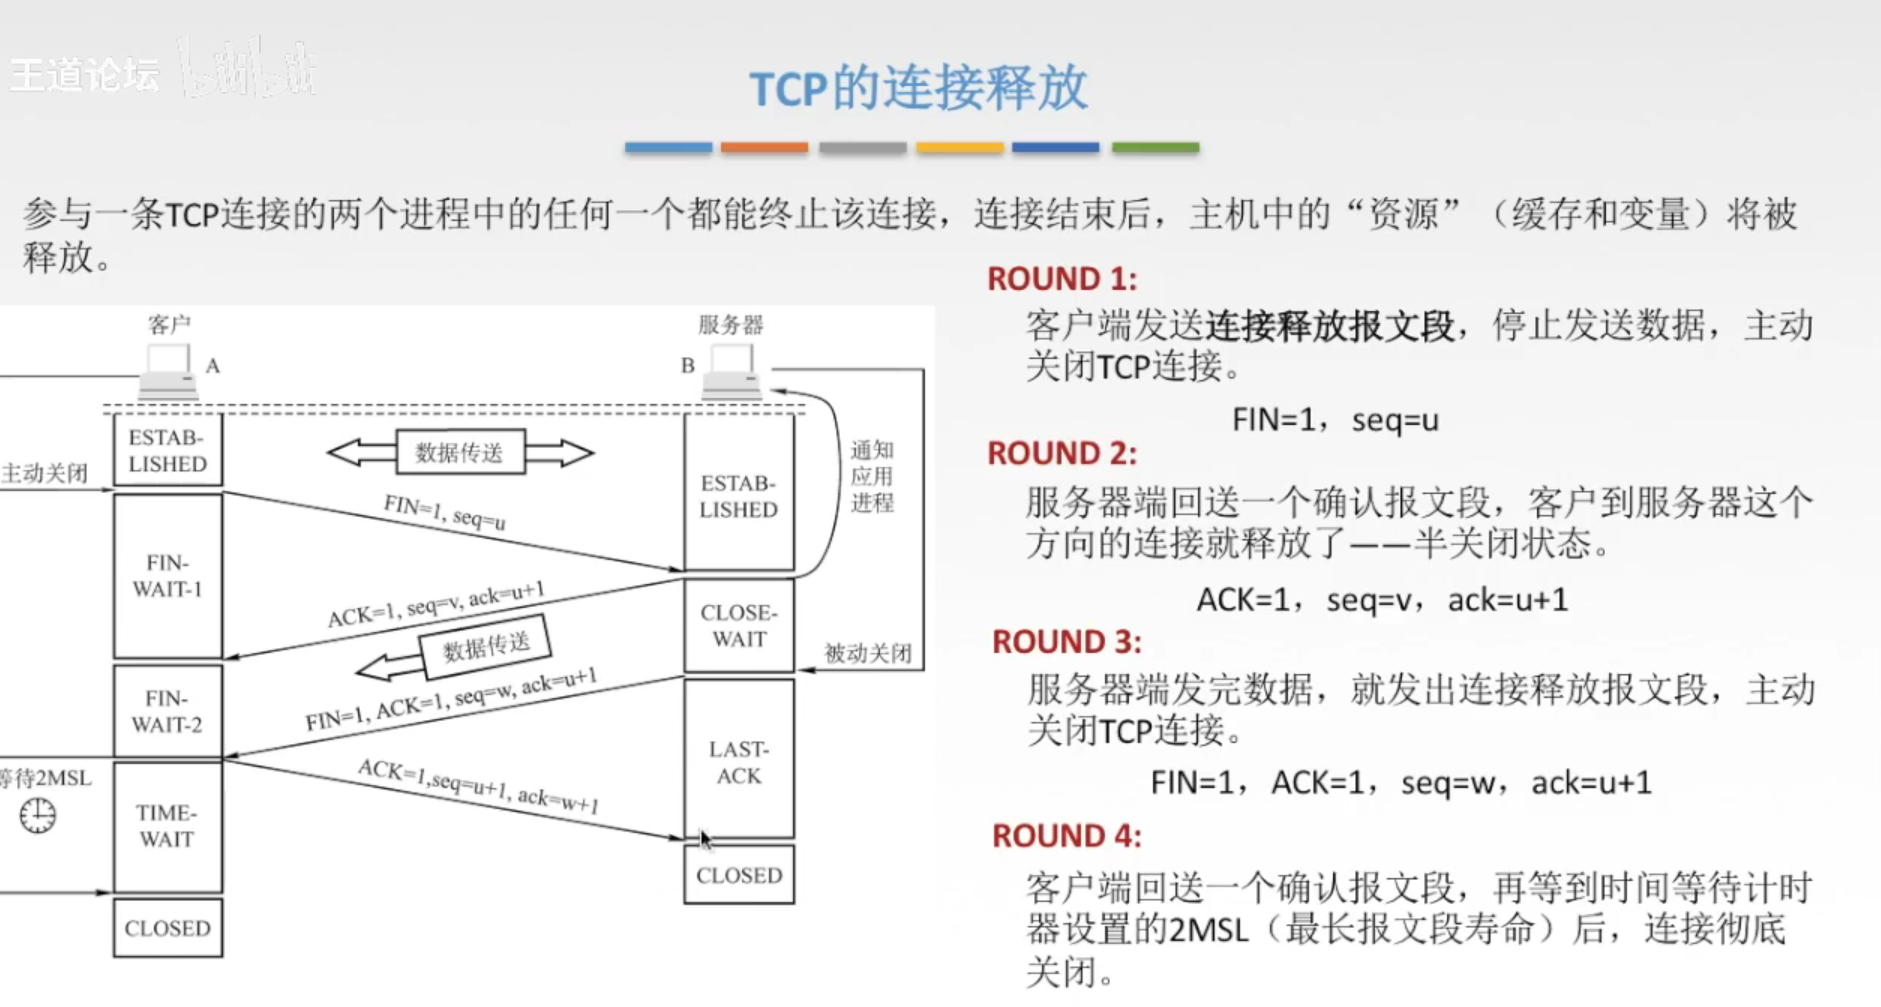 王道论坛 bilibili
TCP的连接释放
参与一条TCP连接的两个进程中的任何一个都能终止该连接，连接结束后，主机中的“资源”（缓存和变量）将被
释放。
客户
A
服务器
B
主动关闭
ESTAB-
LISHED
数据传送
ESTAB-
LISHED
通知
应用
进程
FIN=1, seq=u
FIN-
WAIT-1
ACK=1, seq=v, ack=u+1
CLOSE-
WAIT
数据传送
被动关闭
FIN-
WAIT-2
FIN=1, ACK=1, seq=w, ack=u+1
LAST-
ACK
等待2MSL
TIME-
WAIT
ACK=1,seq=u+1, ack=w+1
CLOSED
CLOSED
ROUND 1:
客户端发送连接释放报文段，停止发送数据，主动
关闭TCP连接。
FIN=1，seq=u
ROUND 2:
服务器端回送一个确认报文段，客户到服务器这个
方向的连接就释放了——半关闭状态。
ACK=1，seq=v，ack=u+1
ROUND 3:
服务器端发完数据，就发出连接释放报文段，主动
关闭TCP连接。
FIN=1，ACK=1，seq=w，ack=u+1
ROUND 4:
客户端回送一个确认报文段，再等到时间等待计时
器设置的2MSL（最长报文段寿命）后，连接彻底
关闭。